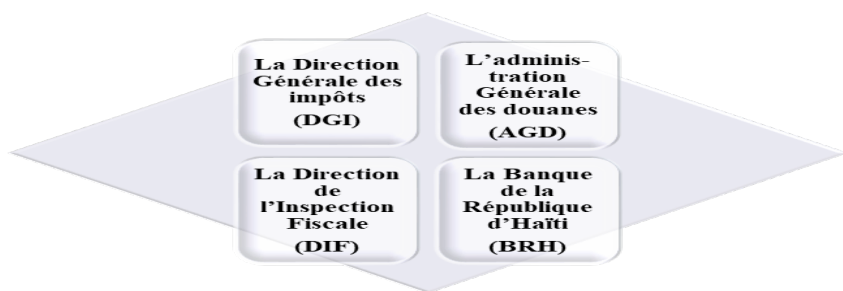 La Direction
Générale des
impôts
(DGI)
L'adminis-
tration
Générale
des douanes
(AGD)
La Direction
de
l'Inspection
Fiscale
(DIF)
La Banque
de la
République
d'Haïti
(BRH)